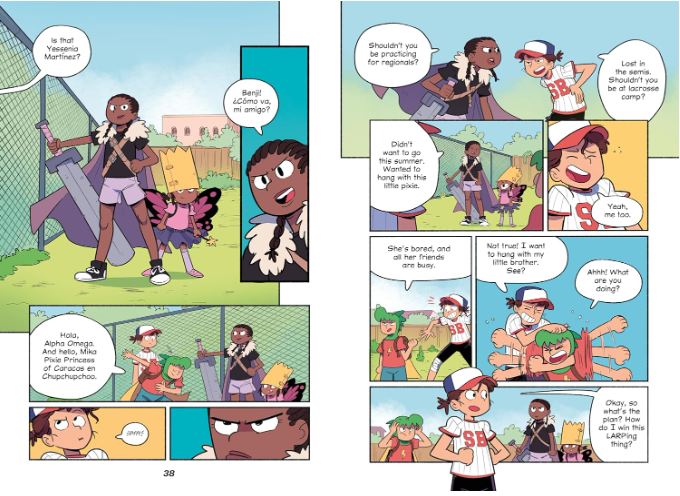 Is that
Yessenia
Martínez?
Benji!
¿Cómo va,
mi amigo?
Hola,
Alpha Omega.
And hello, Mika
Pixie Princess
of Caracas en
Chupchupchoo.
38
Shouldn't you
be practicing
for regionals?
Lost in
the semis.
Shouldn't you
be at lacrosse
camp?
SB
Didn't
want to go
this summer.
Wanted to
hang with this
little pixie.
Yeah,
me too.
She's bored, and
all her friends
are busy.
SB
Not true! I want
to hang with my
little brother.
See?
Ahhh! What
are you
doing?
Okay, so
what's the
plan? How
do I win this
LARPing
thing?
SB